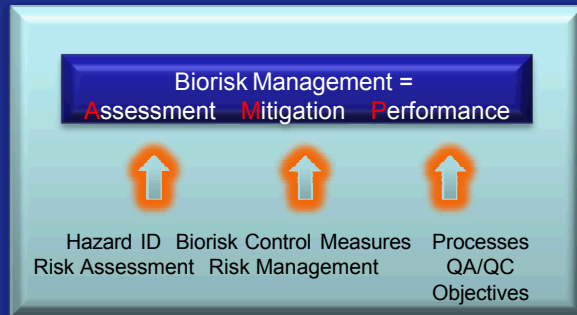 Biorisk Management =
Assessment Mitigation Performance
Hazard ID Biorisk Control Measures Processes
Risk Assessment Risk Management QA/QC
Objectives